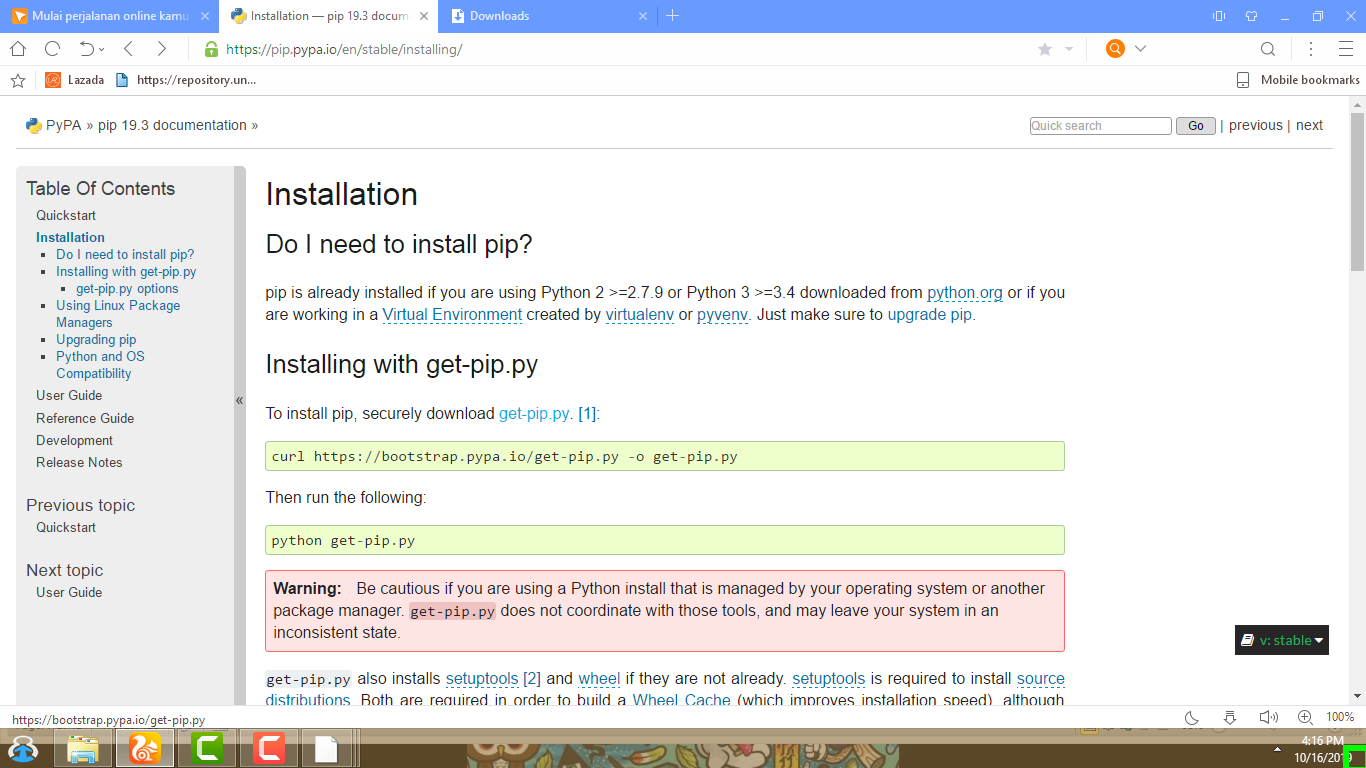 Mulai perjalanan online kamu
Installation — pip 19.3 docum
Downloads
https://pip.pypa.io/en/stable/installing/
Lazada
https://repository.un...
Mobile bookmarks
PyPA » pip 19.3 documentation »
Quick search
Go
| previous | next
Table Of Contents
Quickstart
Installation
Do I need to install pip?
Installing with get-pip.py
get-pip.py options
Using Linux Package
Managers
Upgrading pip
Python and OS
Compatibility
User Guide
Reference Guide
Development
Release Notes
Previous topic
Quickstart
Next topic
User Guide
«
Installation
Do I need to install pip?
pip is already installed if you are using Python 2 >=2.7.9 or Python 3 >=3.4 downloaded from python.org or if you
are working in a Virtual Environment created by virtualenv or pyvenv. Just make sure to upgrade pip.
Installing with get-pip.py
To install pip, securely download get-pip.py. [1]:
curl https://bootstrap.pypa.io/get-pip.py -o get-pip.py
Then run the following:
python get-pip.py
Warning: Be cautious if you are using a Python install that is managed by your operating system or another
package manager. get-pip.py does not coordinate with those tools, and may leave your system in an
inconsistent state.
get-pip.py also installs setuptools [2] and wheel if they are not already. setuptools is required to install source
distributions. Both are required in order to build a Wheel Cache (which improves installation speed), although
v: stable
https://bootstrap.pypa.io/get-pip.py
100%
4:16 PM
10/16/2019